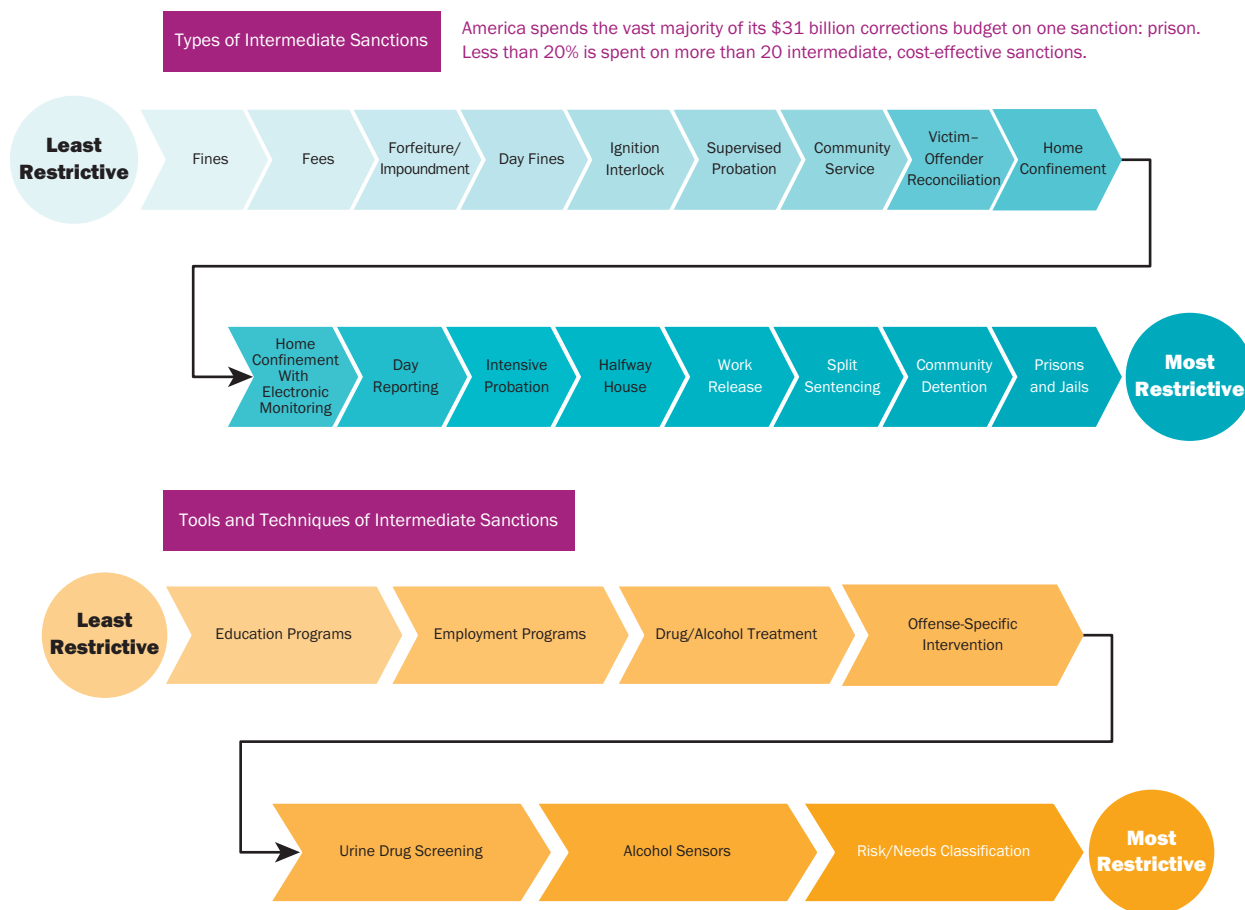 Types of Intermediate Sanctions
America spends the vast majority of its $31 billion corrections budget on one sanction: prison.
Less than 20% is spent on more than 20 intermediate, cost-effective sanctions.
Least
Restrictive
Fines
Fees
Forfeiture/
Impoundment
Day Fines
Ignition
Interlock
Supervised
Probation
Community
Service
Victim–
Offender
Reconciliation
Home
Confinement
Home
Confinement
With
Electronic
Monitoring
Day
Reporting
Intensive
Probation
Halfway
House
Work
Release
Split
Sentencing
Community
Detention
Prisons
and Jails
Most
Restrictive
Tools and Techniques of Intermediate Sanctions
Least
Restrictive
Education Programs
Employment Programs
Drug/Alcohol Treatment
Offense-Specific
Intervention
Urine Drug Screening
Alcohol Sensors
Risk/Needs Classification
Most
Restrictive